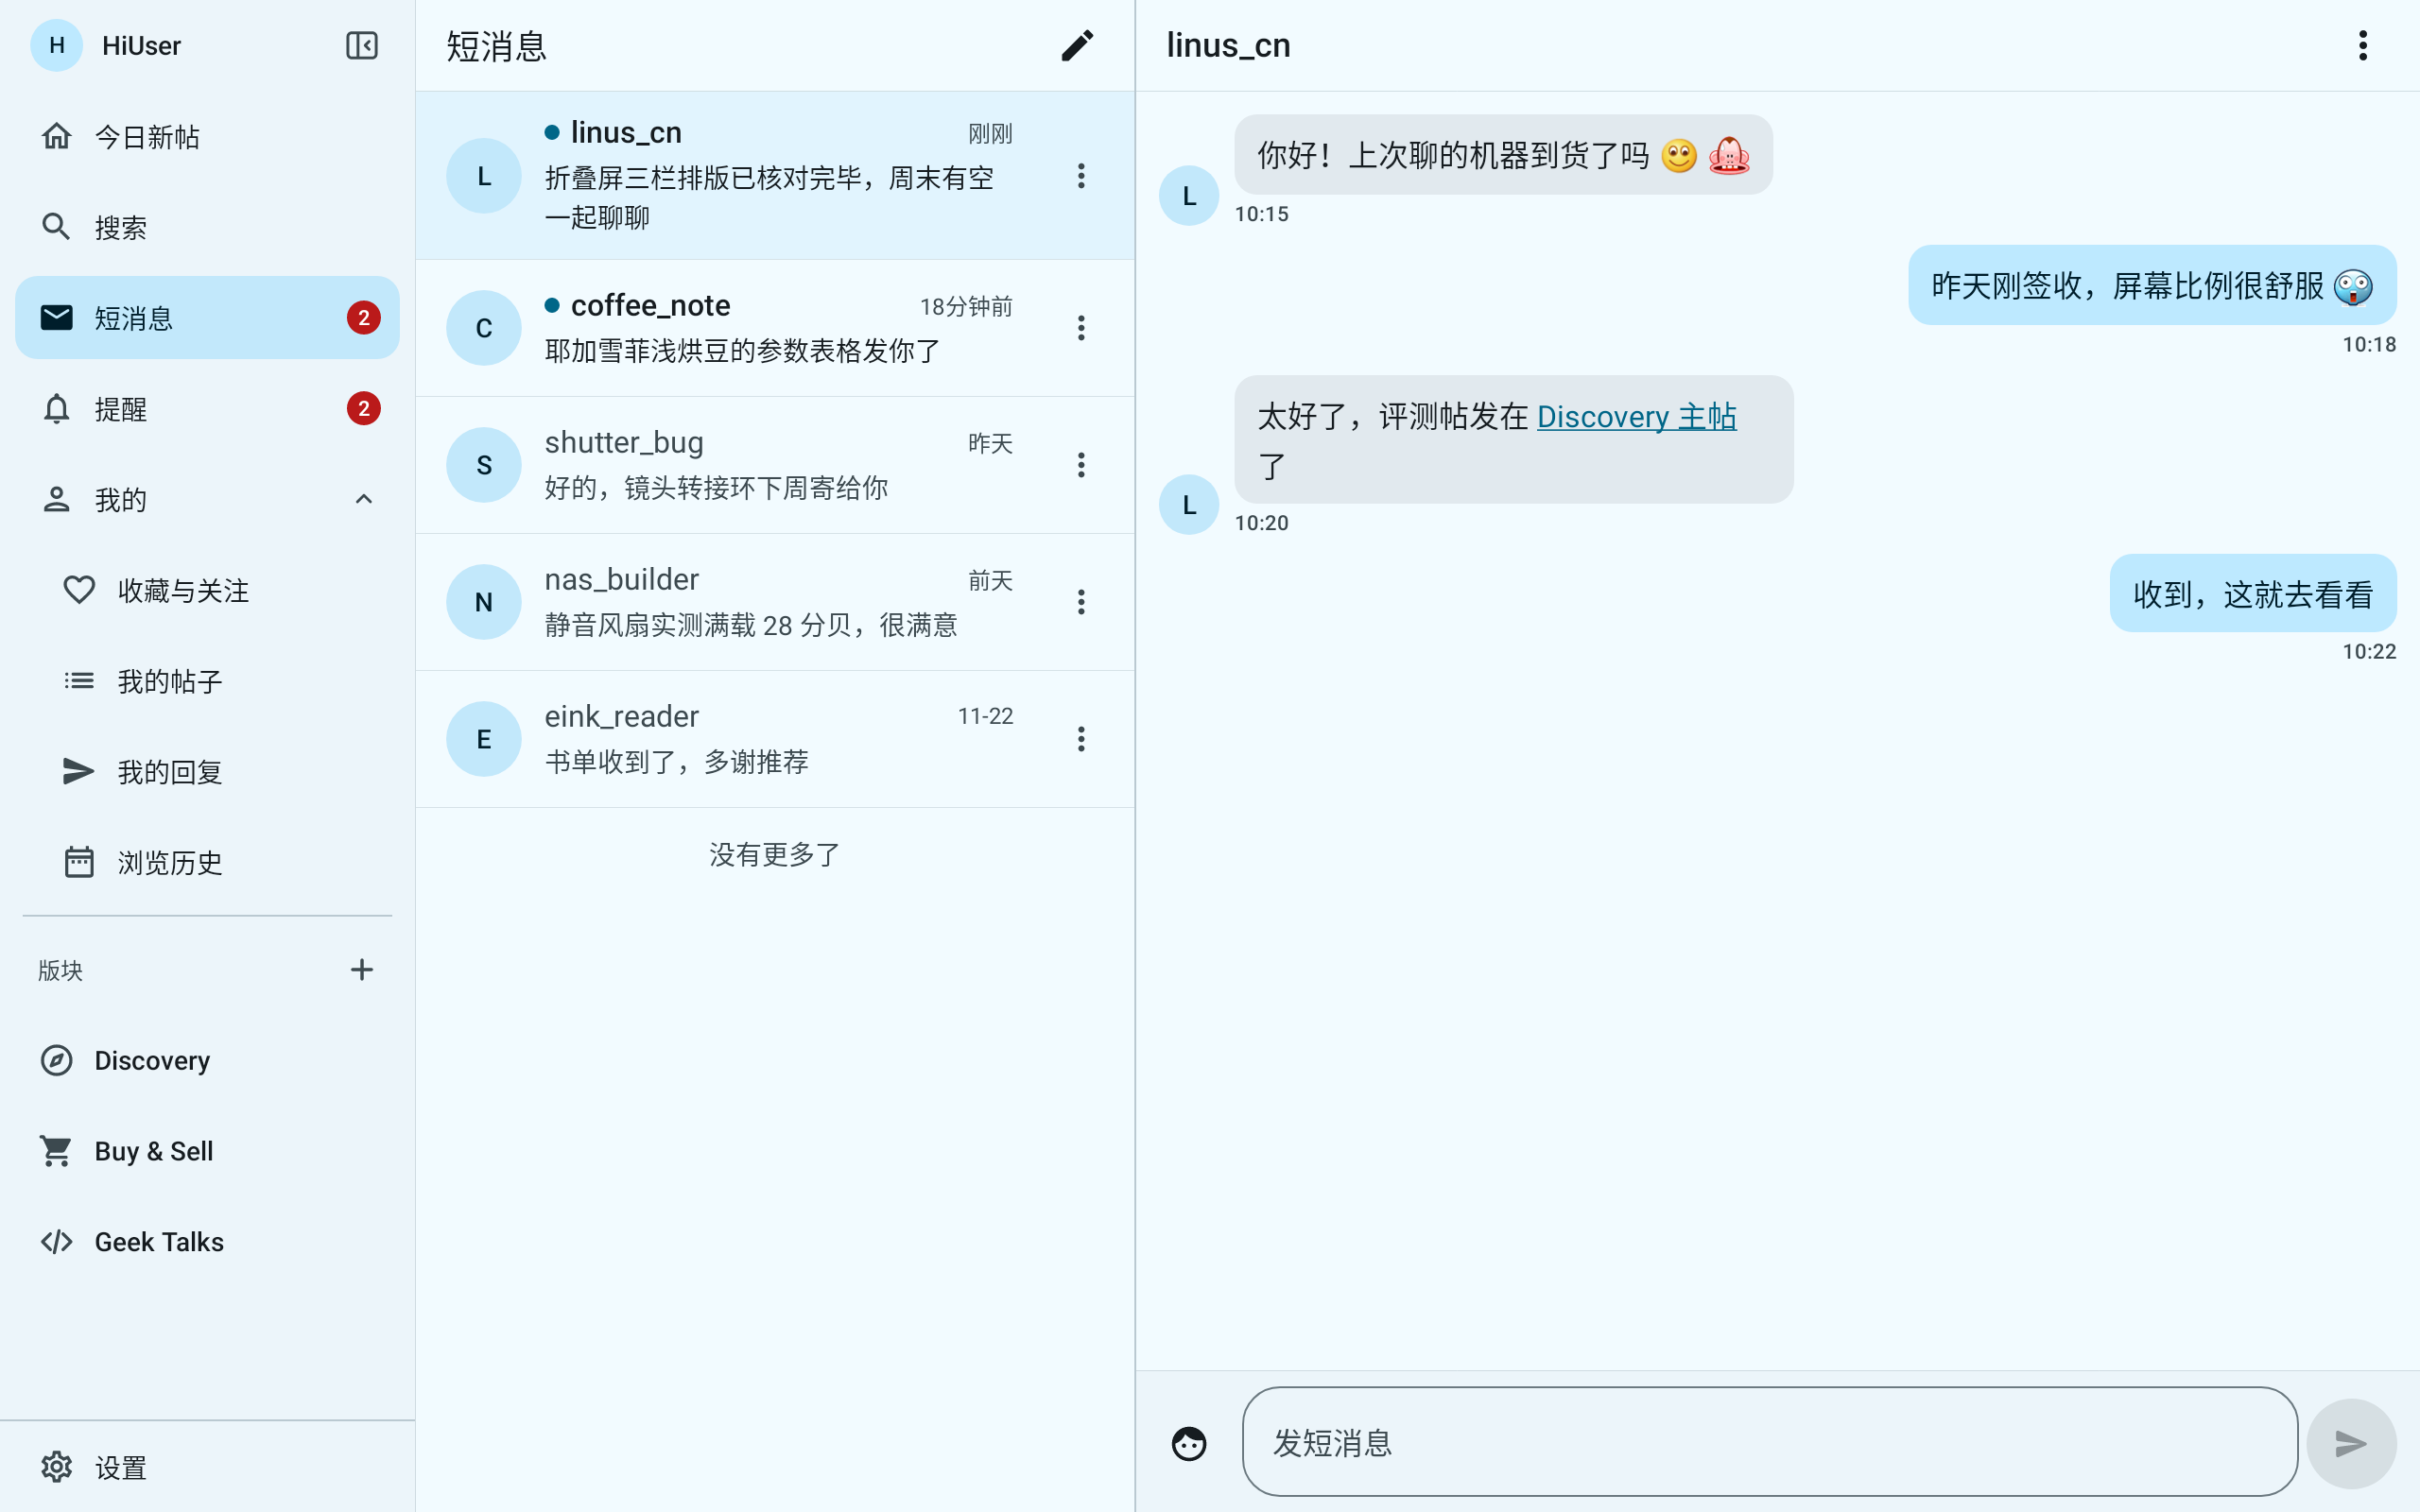 H HiUser
今日新帖
搜索
短消息 2
提醒 2
我的
收藏与关注
我的帖子
我的回复
浏览历史
版块
Discovery
Buy & Sell
Geek Talks
设置
短消息
L
linus_cn 刚刚
折叠屏三栏排版已核对完毕，周末有空
一起聊聊
C
coffee_note 18分钟前
耶加雪菲浅烘豆的参数表格发你了
S
shutter_bug 昨天
好的，镜头转接环下周寄给你
N
nas_builder 前天
静音风扇实测满载 28 分贝，很满意
E
eink_reader 11-22
书单收到了，多谢推荐
没有更多了
linus_cn
你好！上次聊的机器到货了吗
L
10:15
昨天刚签收，屏幕比例很舒服
10:18
太好了，评测帖发在 Discovery 主帖
了
L
10:20
收到，这就去看看
10:22
发短消息